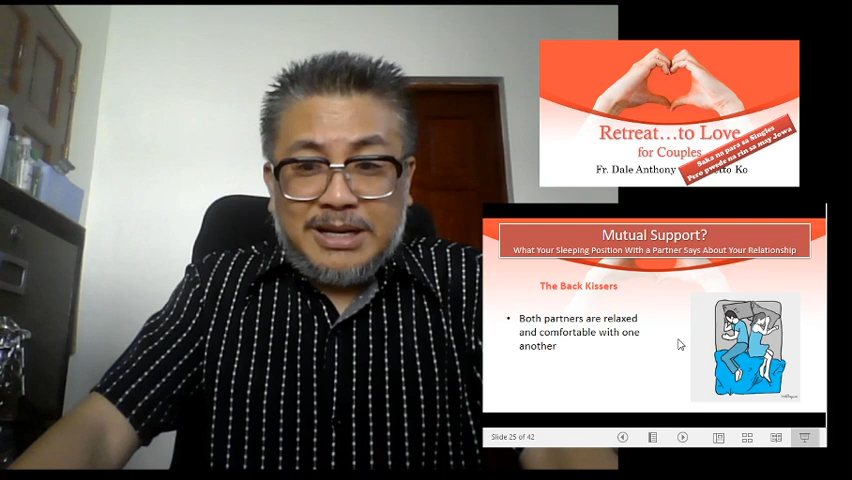 Retreat...to Love
for Couples
Fr. Dale Anthony
Ko
Saka na para sa Singles
Pero pwede na rin sa may Jowa
Mutual Support?
What Your Sleeping Position With a Partner Says About Your Relationship
The Back Kissers
• Both partners are relaxed
and comfortable with one
another
Slide 25 of 42